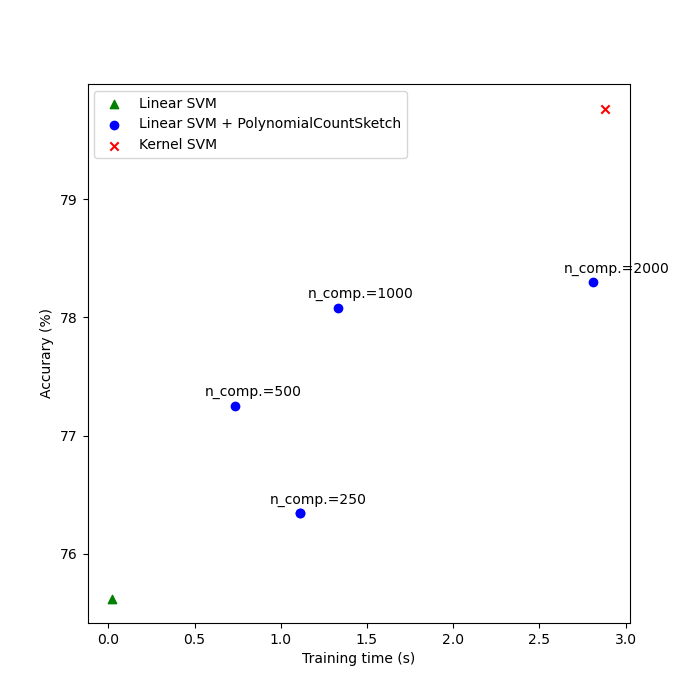 Linear SVM
Linear SVM + PolynomialCountSketch
Kernel SVM
79
n_comp.=2000
n_comp.=1000
78
Accurary (%)
n_comp.=500
77
n_comp.=250
76
0.0 0.5 1.0 1.5 2.0 2.5 3.0
Training time (s)